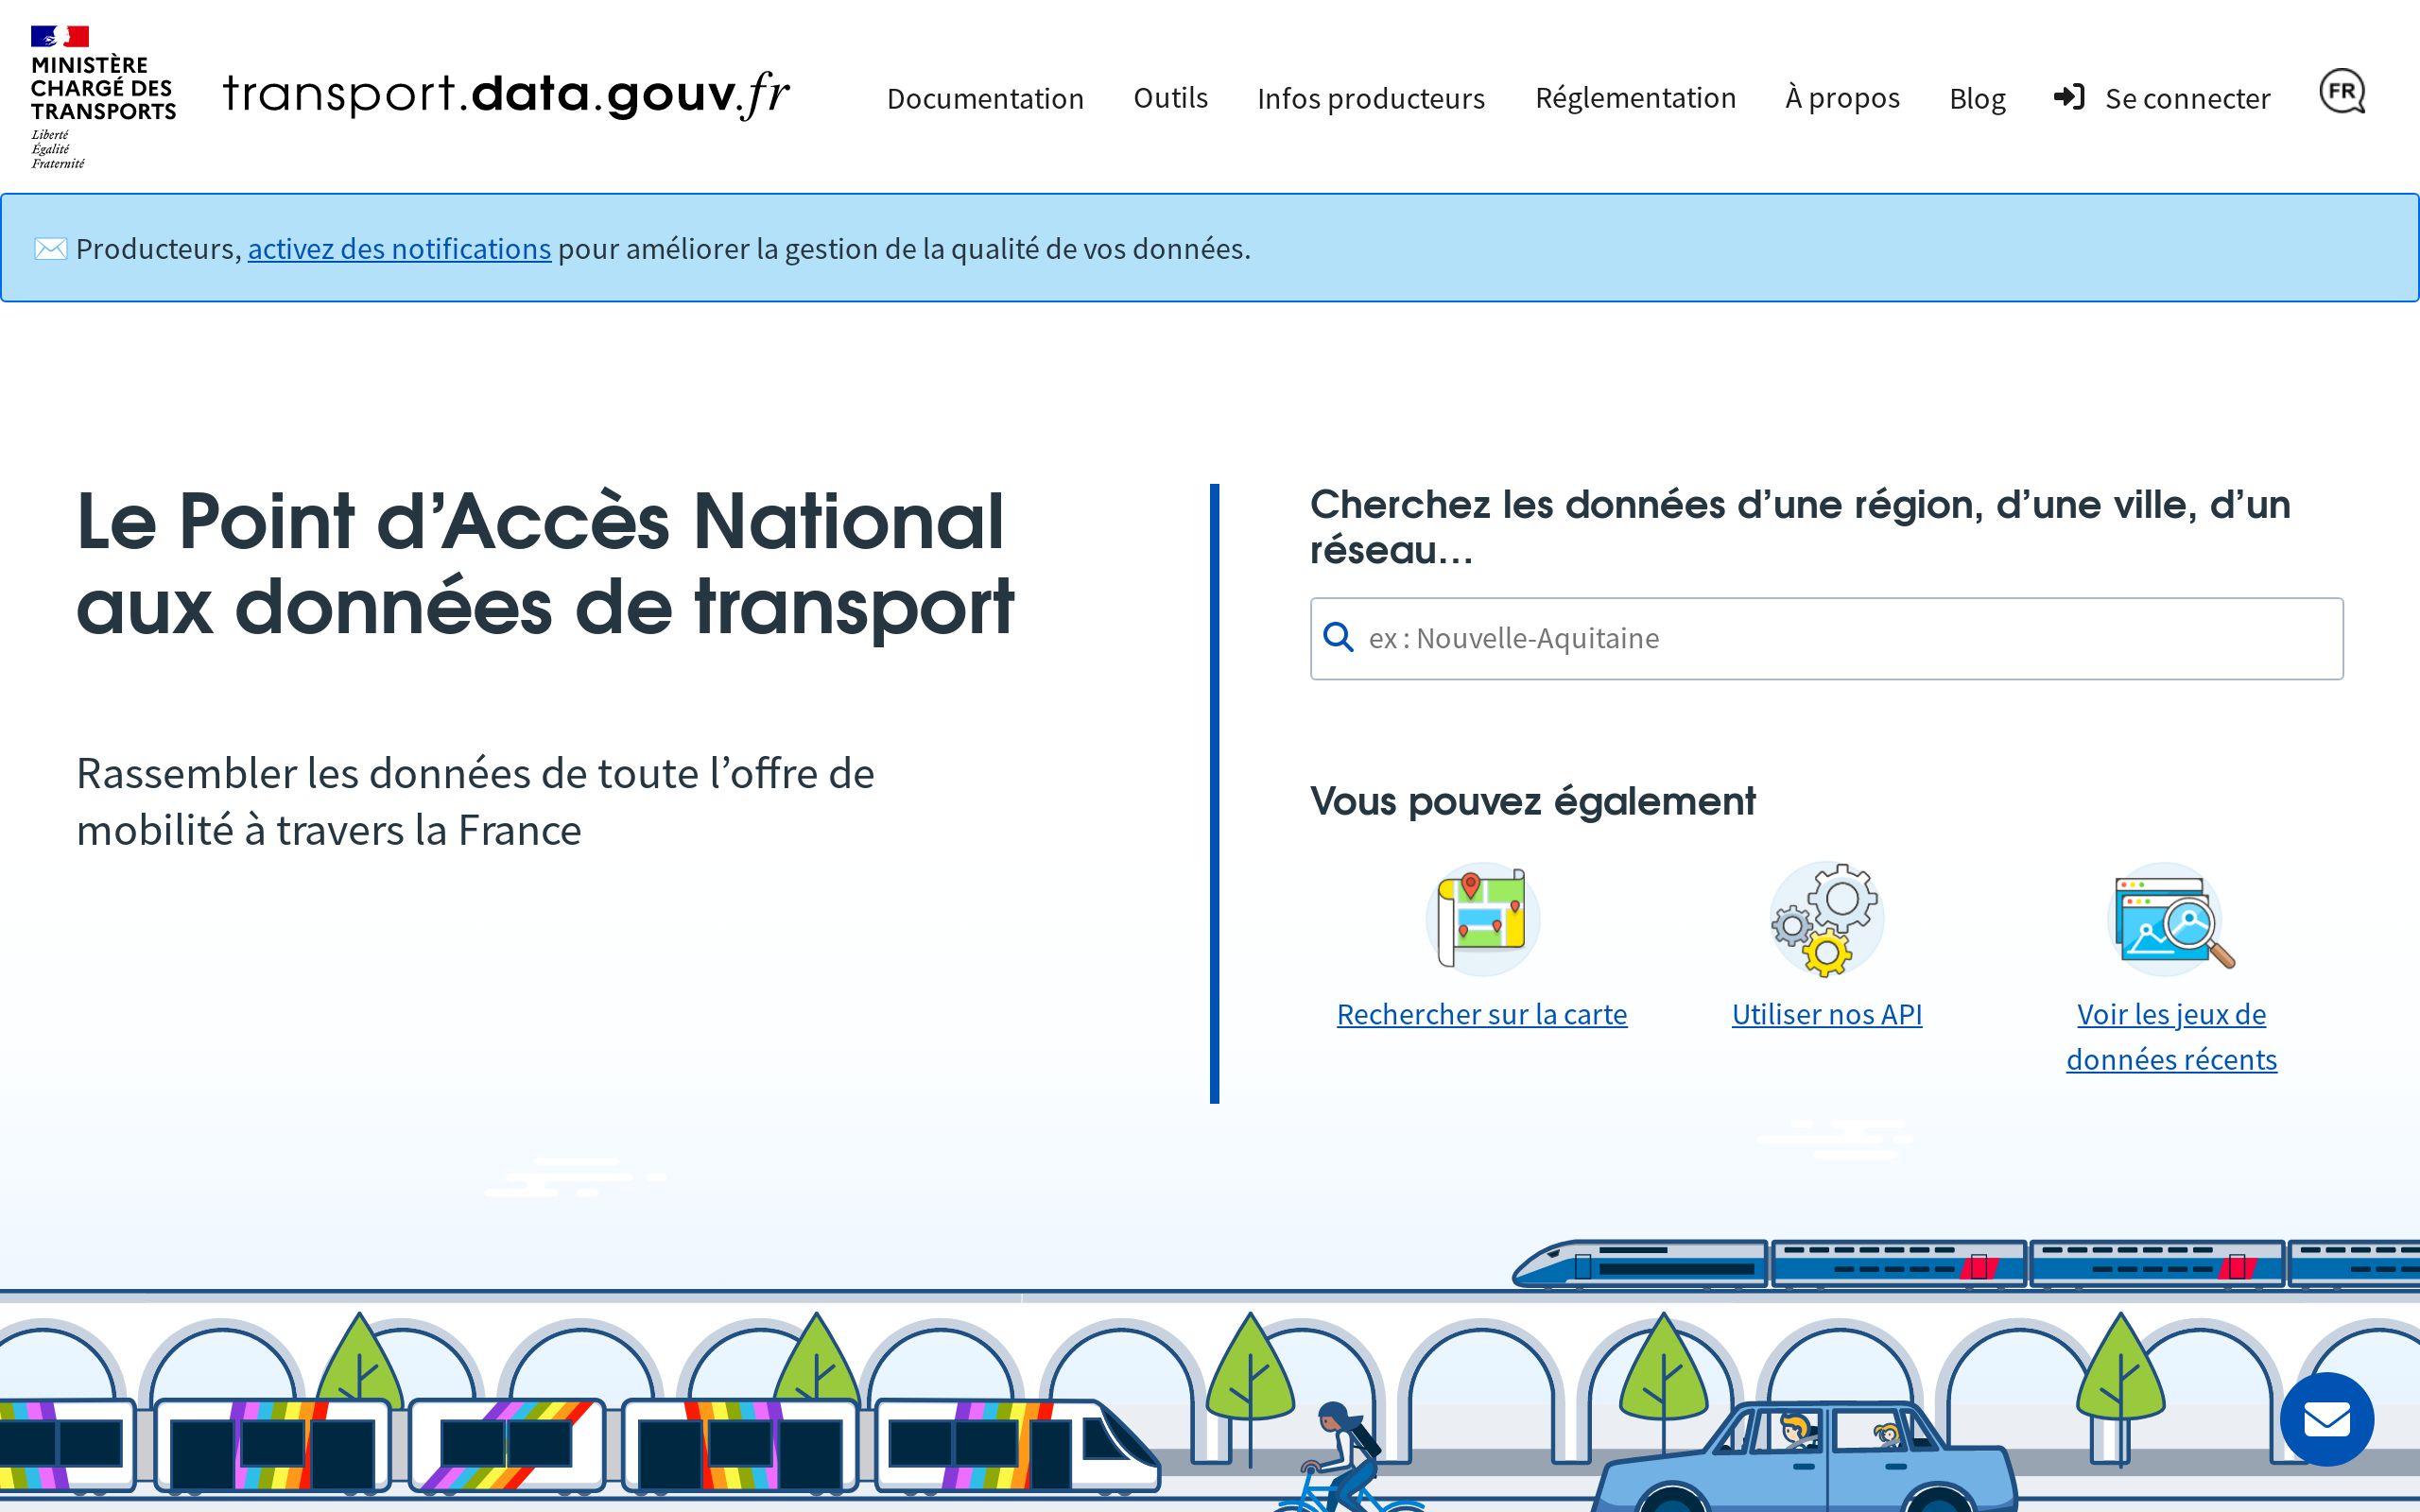 MINISTÈRE
CHARGÉ DES
TRANSPORTS
Liberté
Égalité
Fraternité
transport.data.gouv.fr
Documentation
Outils
Infos producteurs
Réglementation
À propos
Blog
Se connecter
FR
✉️ Producteurs, activez des notifications pour améliorer la gestion de la qualité de vos données.
Le Point d’Accès National
aux données de transport
Rassembler les données de toute l’offre de
mobilité à travers la France
Cherchez les données d’une région, d’une ville, d’un
réseau…
ex : Nouvelle-Aquitaine
Vous pouvez également
Rechercher sur la carte
Utiliser nos API
Voir les jeux de
données récents